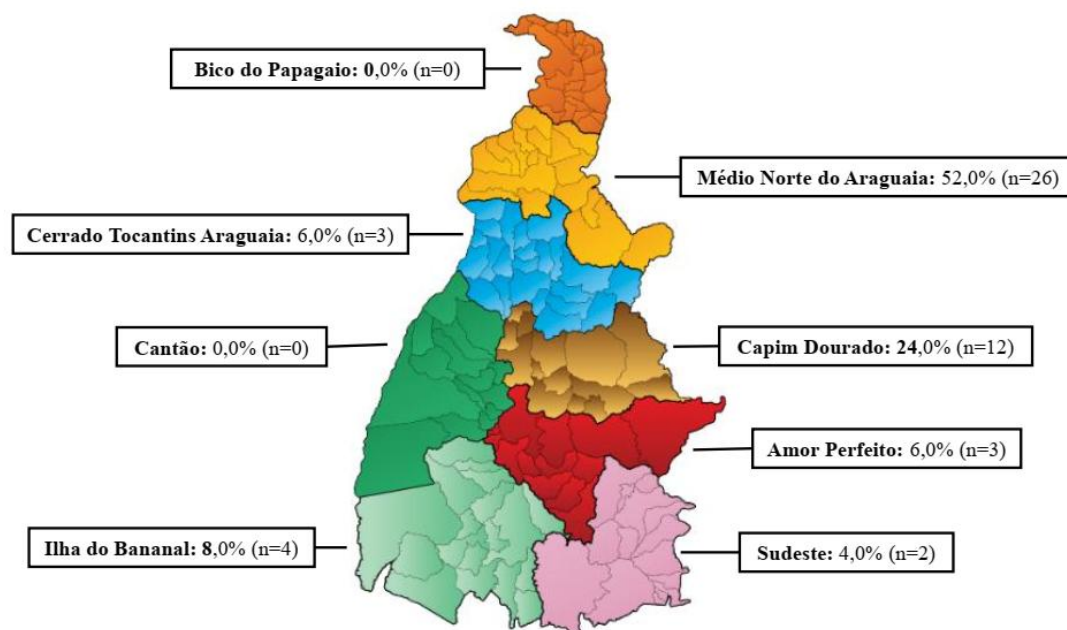 Bico do Papagaio: 0,0% (n=0)
Médio Norte do Araguaia: 52,0% (n=26)
Cerrado Tocantins Araguaia: 6,0% (n=3)
Cantão: 0,0% (n=0)
Capim Dourado: 24,0% (n=12)
Amor Perfeito: 6,0% (n=3)
Ilha do Bananal: 8,0% (n=4)
Sudeste: 4,0% (n=2)